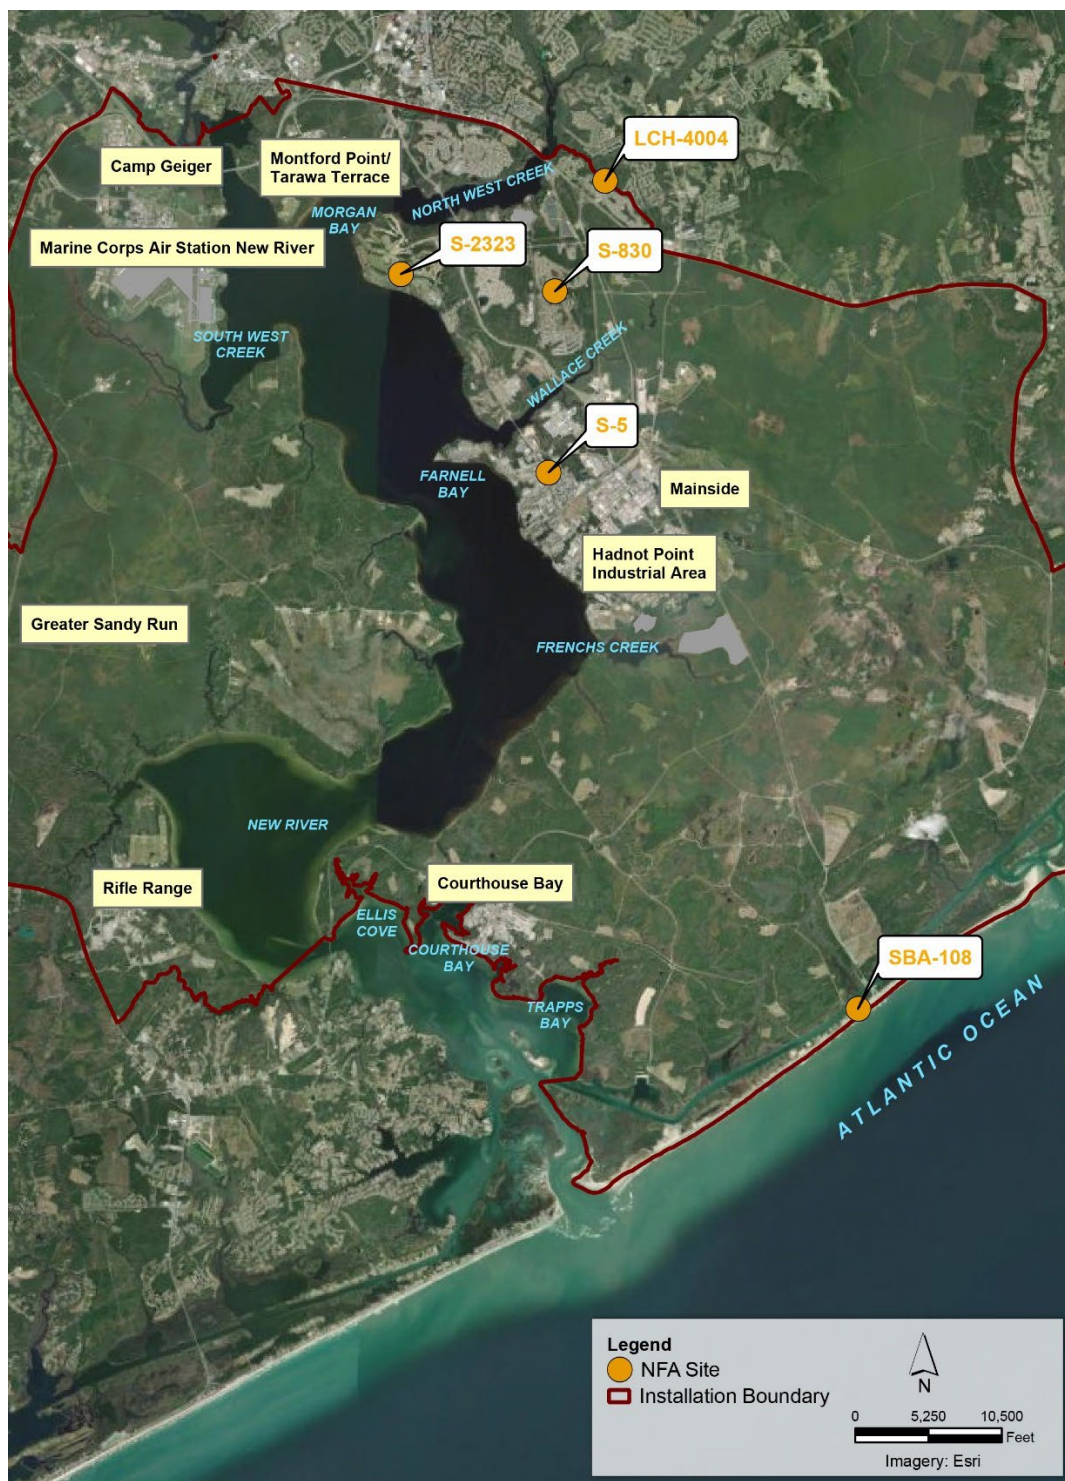 LCH-4004
Montford Point/
Tarawa Terrace
Camp Geiger
NORTH WEST CREEK
MORGAN
BAY
Marine Corps Air Station New River
S-2323
S-830
SOUTH WEST
CREEK
WALLACE CREEK
S-5
FARNELL
BAY
Mainside
Hadnot Point
Industrial Area
Greater Sandy Run
FRENCHS CREEK
NEW RIVER
Rifle Range
Courthouse Bay
ELLIS
COVE
COURTHOUSE
BAY
SBA-108
TRAPPS
BAY
ATLANTIC OCEAN
Legend
NFA Site
Installation Boundary
N
0 5,250 10,500
Feet
Imagery: Esri